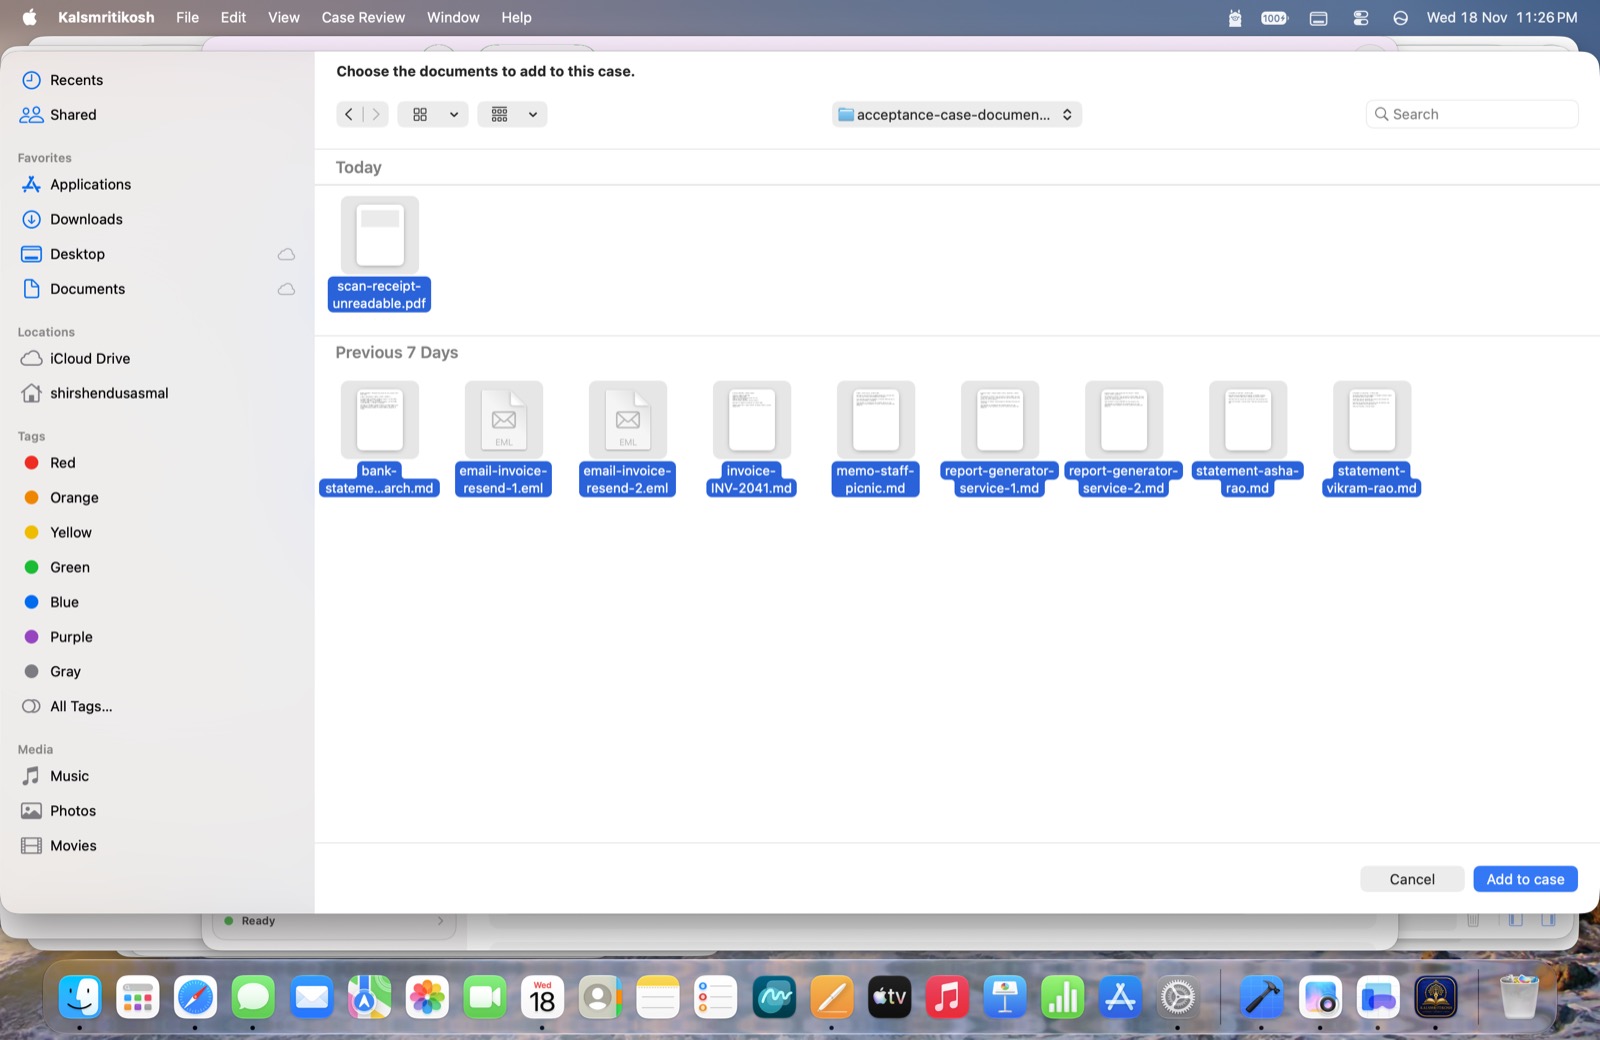 Kalsmritikosh File Edit View Case Review Window Help
100 Wed 18 Nov 11:26 PM
Choose the documents to add to this case.
acceptance-case-documen...
Search
Recents
Shared
Favorites
Applications
Downloads
Desktop
Documents
Locations
iCloud Drive
shirshendusasmal
Tags
Red
Orange
Yellow
Green
Blue
Purple
Gray
All Tags...
Media
Music
Photos
Movies
Today
scan-receipt-
unreadable.pdf
Previous 7 Days
bank-
stateme...arch.md
EML
email-invoice-
resend-1.eml
EML
email-invoice-
resend-2.eml
invoice-
INV-2041.md
memo-staff-
picnic.md
report-generator-
service-1.md
report-generator-
service-2.md
statement-asha-
rao.md
statement-
vikram-rao.md
Cancel
Add to case
Ready
Wed
18
tv